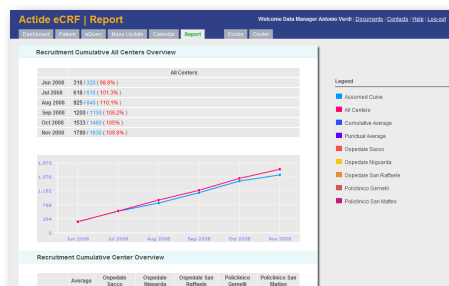 Actide eCRF | Report
Welcome Data Manager Antonio Verdi | Documents | Contacts | Help | Log-out
Dashboard Patient eQuery Mass Update Calendar Report Doctor Center
Recruitment Cumulative All Centers Overview
All Centers
Jun 2008 316 / 320 ( 98.8% )
Jul 2008 618 / 610 ( 101.3% )
Aug 2008 925 / 840 ( 110.1% )
Sep 2008 1200 / 1130 ( 106.2% )
Oct 2008 1533 / 1460 ( 105% )
Nov 2008 1790 / 1630 ( 109.8% )
Legend
Assumed Curve
All Centers
Cumulative Average
Punctual Average
Ospedale Sacco
Ospedale Niguarda
Ospedale San Raffaele
Policlinico Gemelli
Policlinico San Matteo
1,970
1,576
1,182
788
394
0
Jun 2008 Jul 2008 Aug 2008 Sep 2008 Oct 2008 Nov 2008
Recruitment Cumulative Center Overview
Average Ospedale Sacco Ospedale Niguarda Ospedale San Raffaele Policlinico Gemelli Policlinico San Matteo